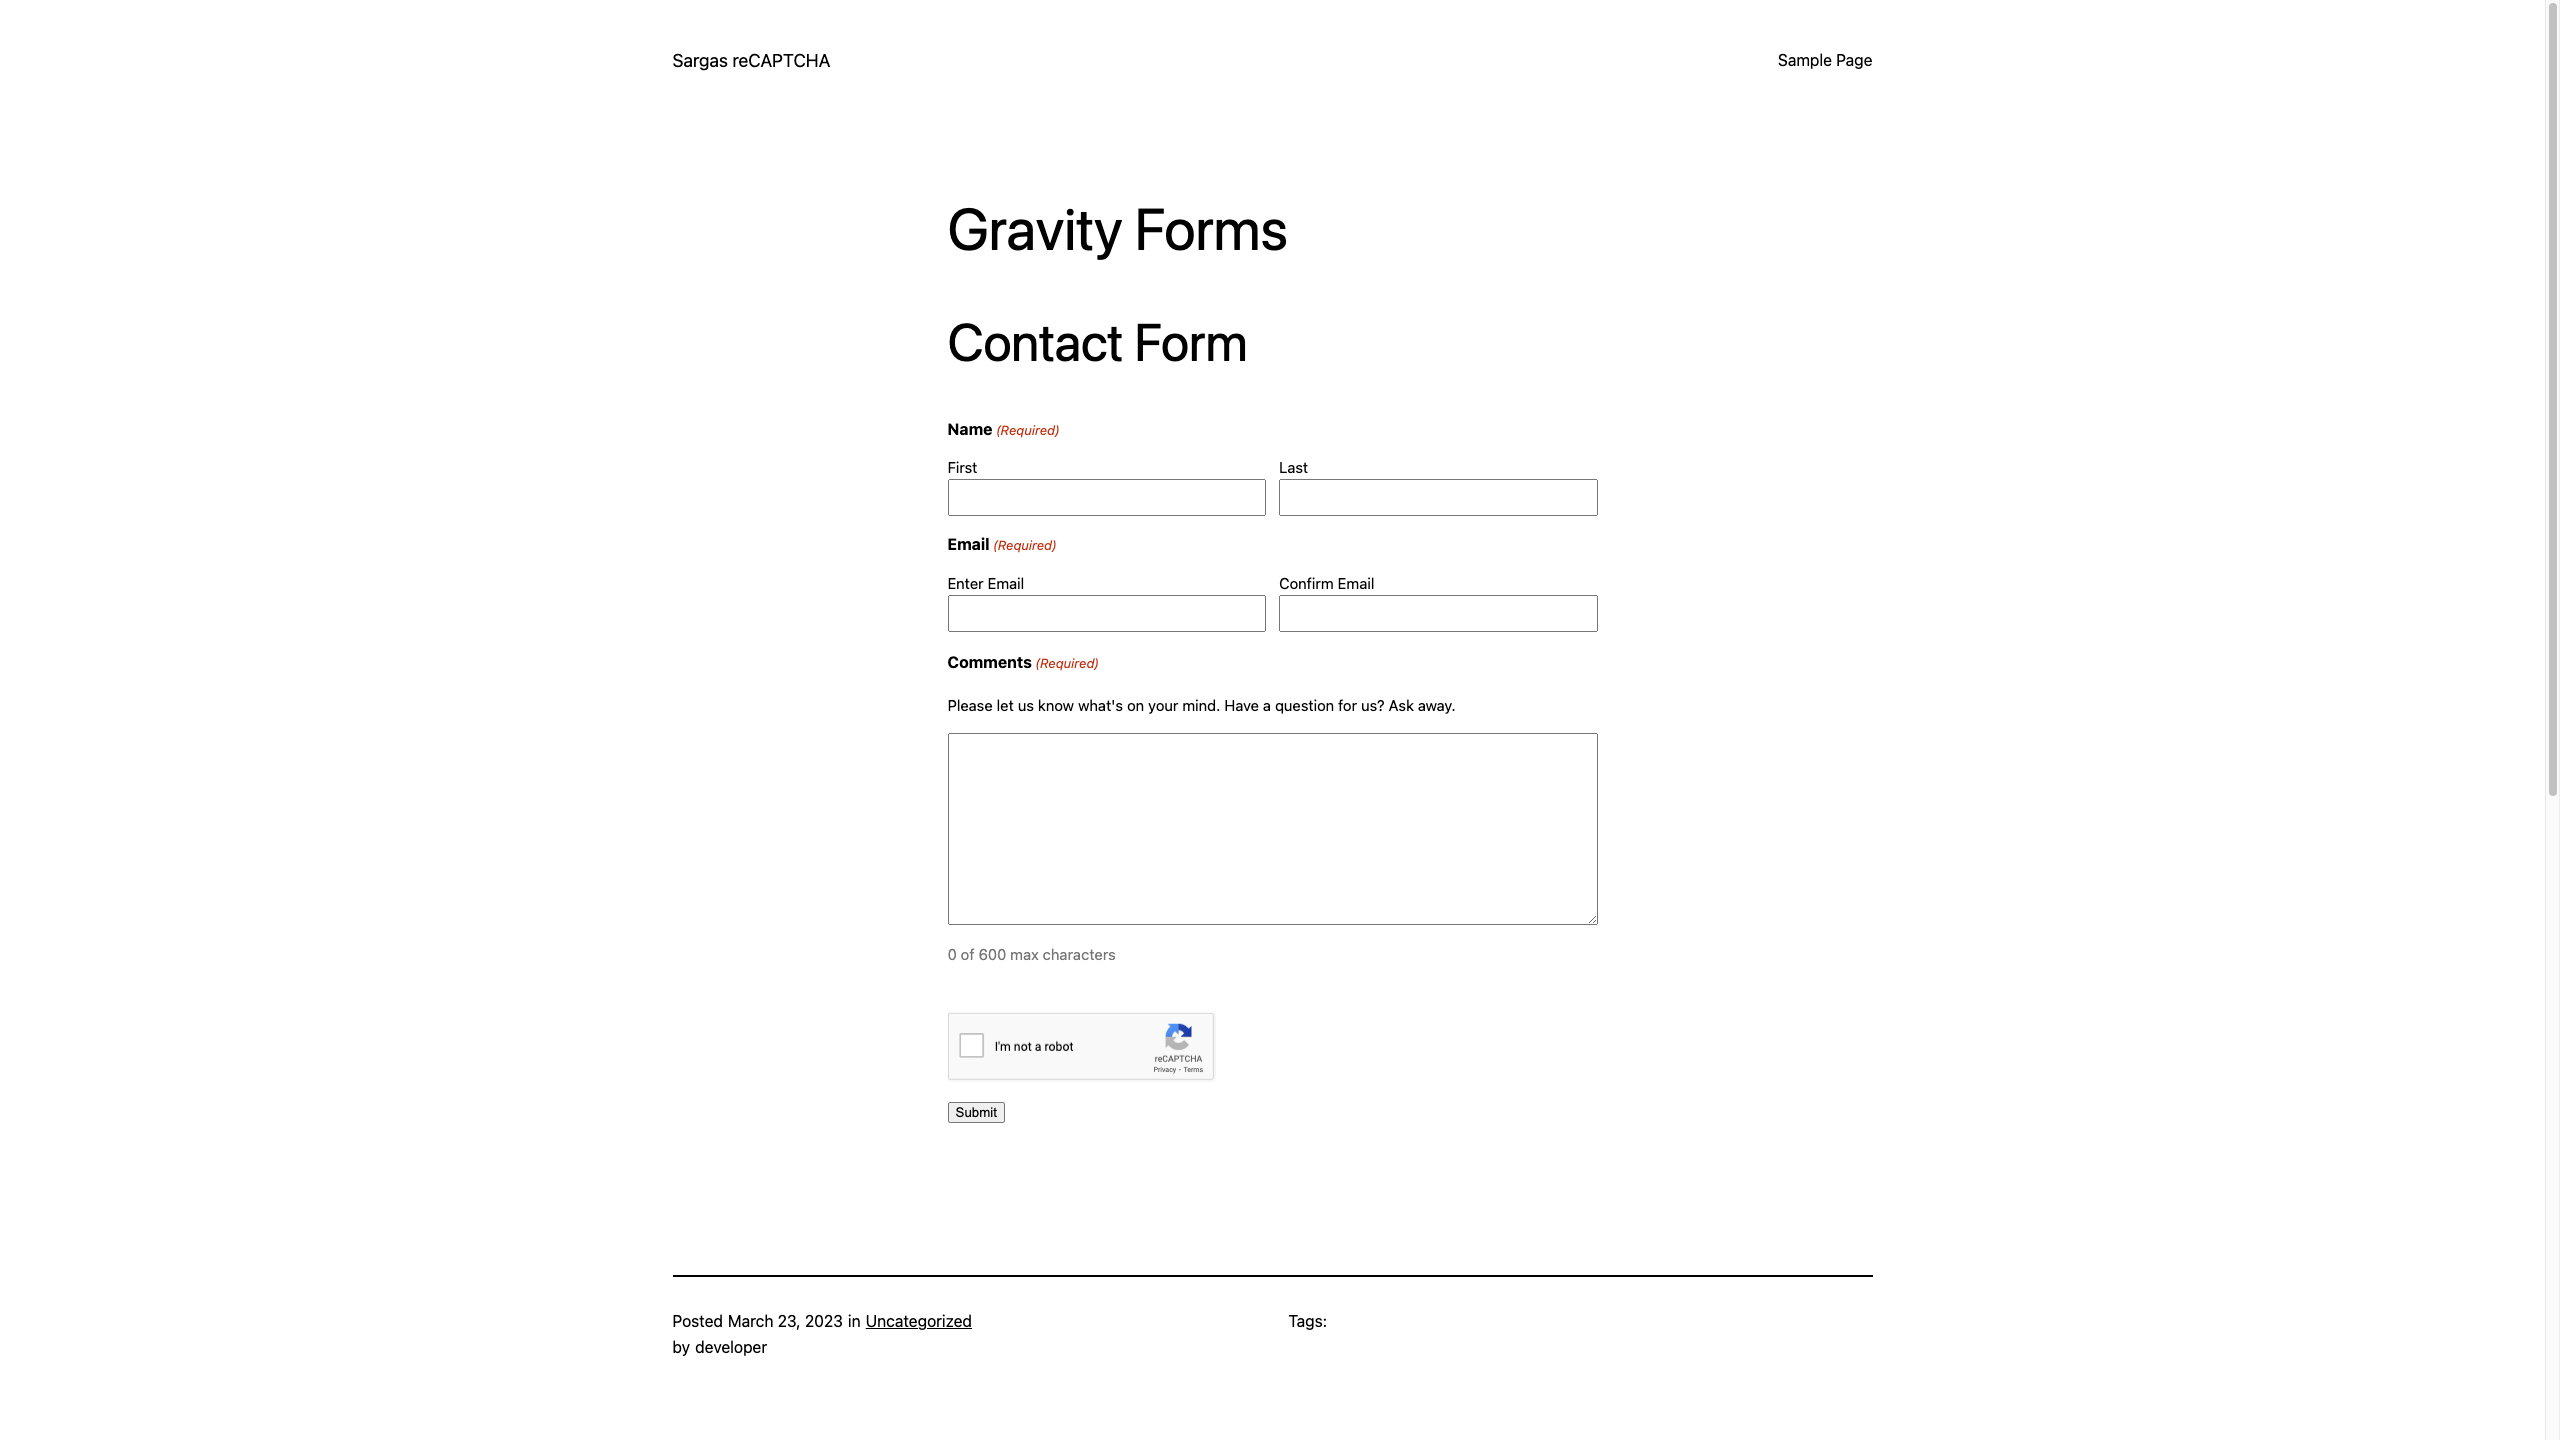 Sargas reCAPTCHA
Sample Page
Gravity Forms
Contact Form
Name (Required)
First
Last
Email (Required)
Enter Email
Confirm Email
Comments (Required)
Please let us know what's on your mind. Have a question for us? Ask away.
0 of 600 max characters
I'm not a robot
reCAPTCHA
Privacy - Terms
Submit
Posted March 23, 2023 in Uncategorized
by developer
Tags: